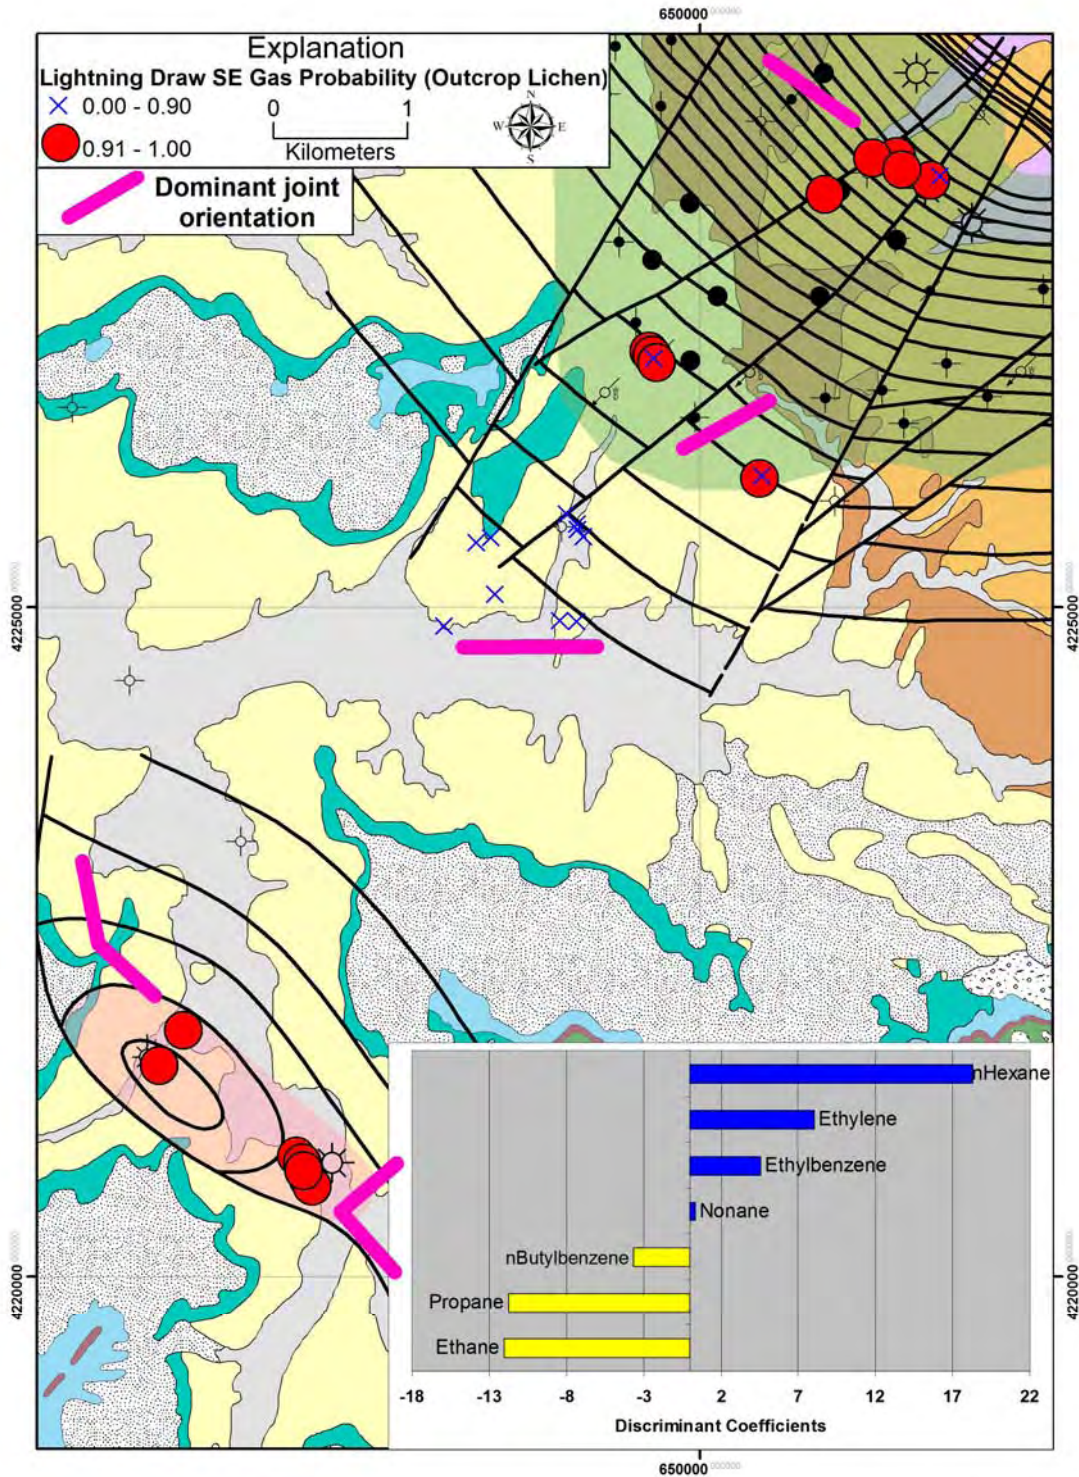 650000
Explanation
Lightning Draw SE Gas Probability (Outcrop Lichen)
0.00 - 0.90
0.91 - 1.00
0 1
Kilometers
N
W E
S
Dominant joint
orientation
4225000
4225000
4220000
4220000
nHexane
Ethylene
Ethylbenzene
Nonane
nButylbenzene
Propane
Ethane
-18 -13 -8 -3 2 7 12 17 22
Discriminant Coefficients
650000